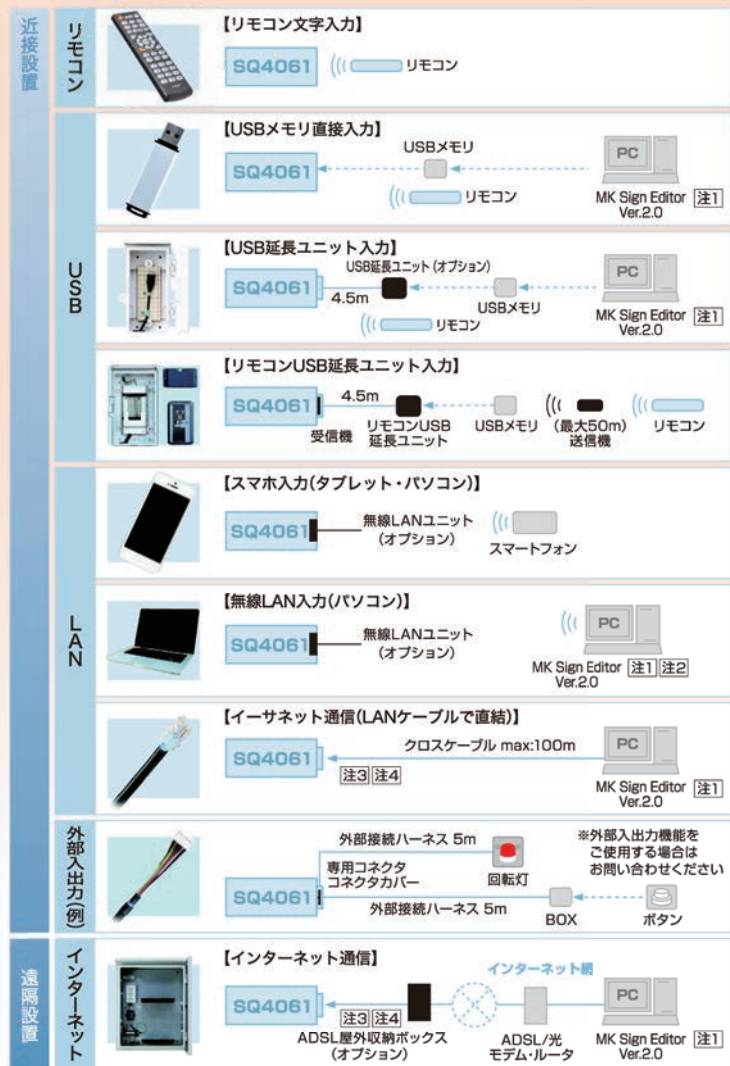 近接設置
リモコン
【リモコン文字入力】
SQ4061
リモコン
USB
【USBメモリ直接入力】
USBメモリ
SQ4061
PC
リモコン
MK Sign Editor 注1
Ver.2.0
【USB延長ユニット入力】
USB延長ユニット(オプション)
SQ4061
4.5m
PC
USBメモリ
リモコン
MK Sign Editor 注1
Ver.2.0
【リモコンUSB延長ユニット入力】
SQ4061
4.5m
受信機
リモコンUSB
延長ユニット
USBメモリ
(最大50m)
送信機
リモコン
LAN
【スマホ入力(タブレット・パソコン)】
SQ4061
無線LANユニット
(オプション)
スマートフォン
【無線LAN入力(パソコン)】
SQ4061
無線LANユニット
(オプション)
PC
MK Sign Editor 注1 注2
Ver.2.0
【イーサネット通信(LANケーブルで直結)】
クロスケーブル max:100m
SQ4061
注3 注4
PC
MK Sign Editor 注1
Ver.2.0
外部入出力(例)
外部接続ハーネス 5m
※外部入出力機能を
ご使用する場合は
お問い合わせください
専用コネクタ
コネクタカバー
回転灯
SQ4061
外部接続ハーネス 5m
BOX
ボタン
遠隔設置
インターネット
【インターネット通信】
インターネット網
SQ4061
注3 注4
PC
ADSL屋外収納ボックス
(オプション)
ADSL/光
モデム・ルータ
MK Sign Editor 注1
Ver.2.0